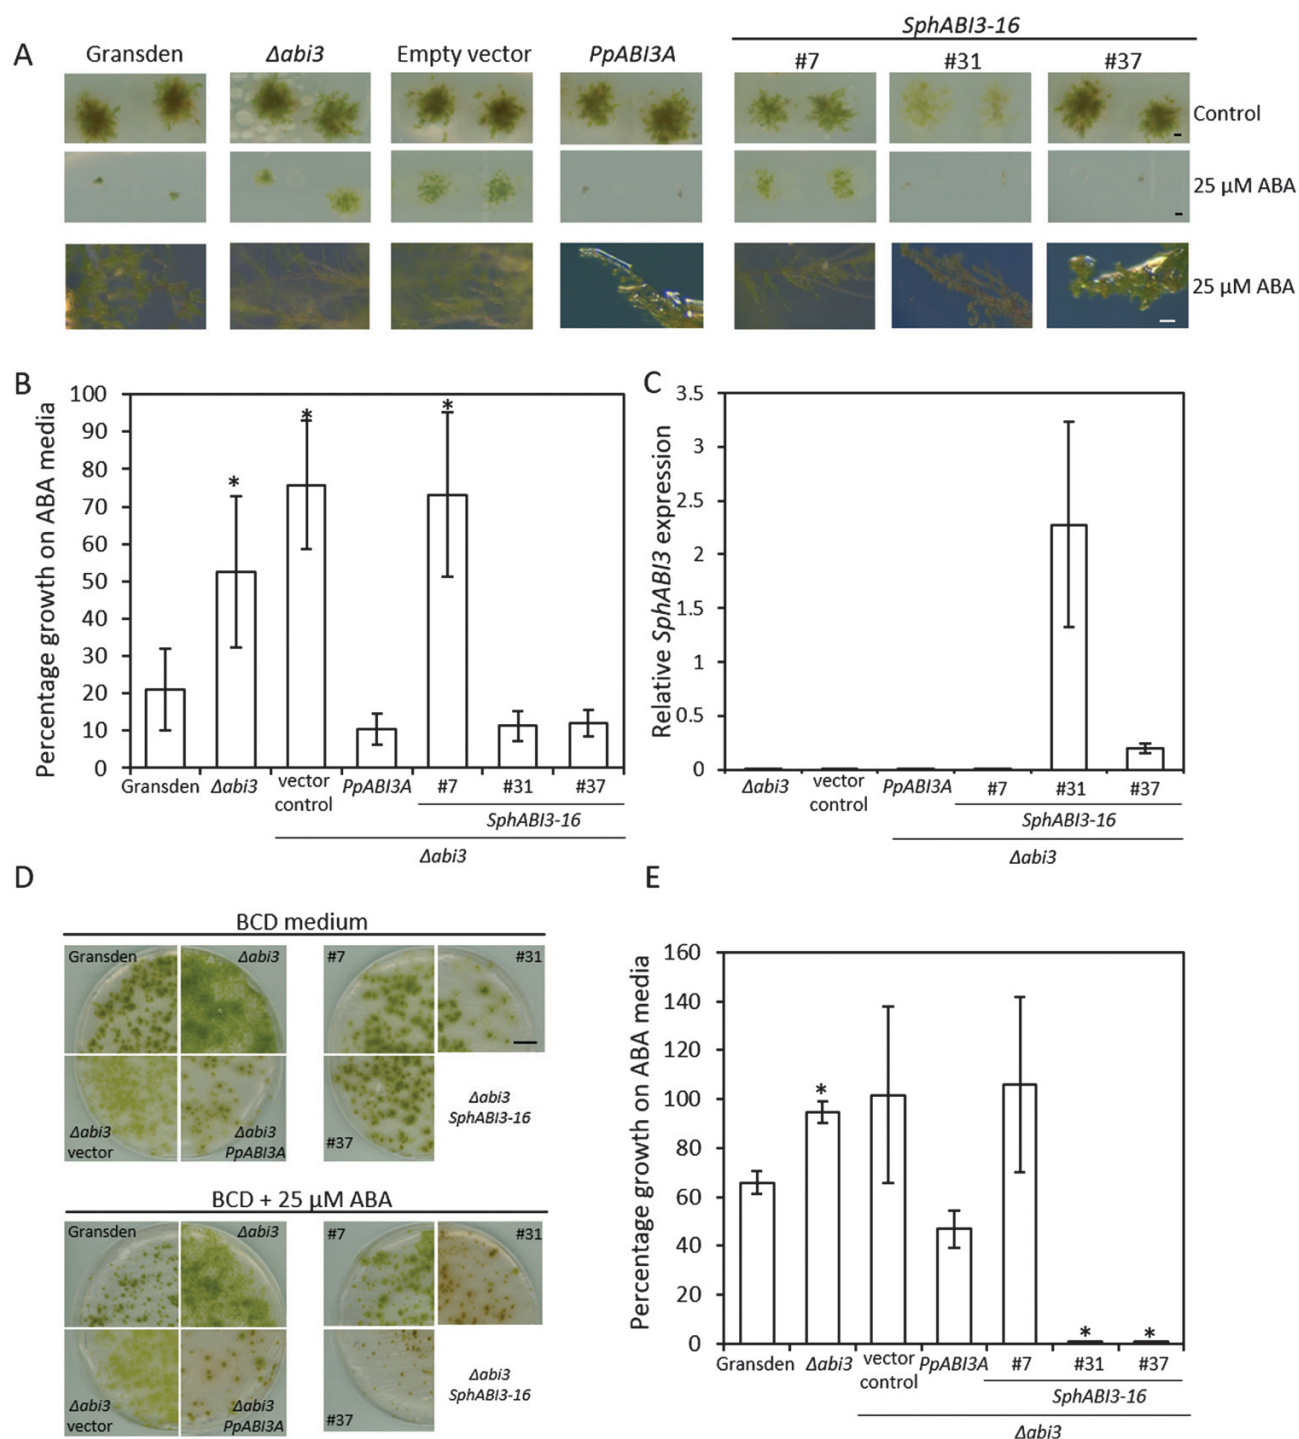 A
Gransden
Δabi3
Empty vector
PpABI3A
SphABI3-16
#7
#31
#37
Control
25 µM ABA
25 µM ABA
B
Percentage growth on ABA media
100
90
80
70
60
50
40
30
20
10
0
*
*
*
Gransden
Δabi3
vector
control
PpABI3A
#7
#31
#37
SphABI3-16
Δabi3
C
Relative SphABI3 expression
3.5
3
2.5
2
1.5
1
0.5
0
Δabi3
vector
control
PpABI3A
#7
#31
#37
SphABI3-16
Δabi3
D
BCD medium
Gransden
Δabi3
Δabi3
vector
Δabi3
PpABI3A
#7
#31
#37
Δabi3
SphABI3-16
BCD + 25 µM ABA
Gransden
Δabi3
Δabi3
vector
Δabi3
PpABI3A
#7
#31
#37
Δabi3
SphABI3-16
E
Percentage growth on ABA media
160
140
120
100
80
60
40
20
0
*
*
*
Gransden
Δabi3
vector
control
PpABI3A
#7
#31
#37
SphABI3-16
Δabi3